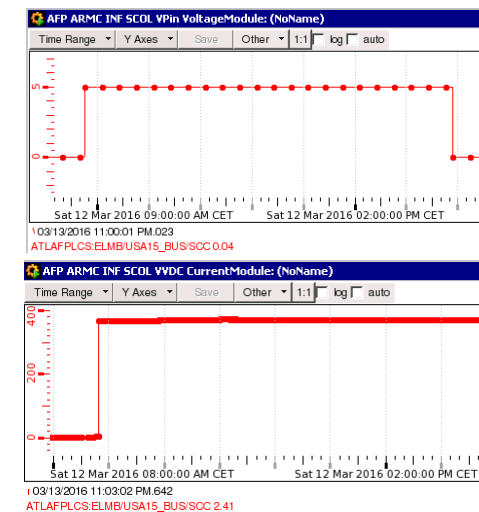 AFP ARMC INF SCOL VPin VoltageModule: (NoName)
Time Range Y Axes Save Other 1:1 log auto
5
0
Sat 12 Mar 2016 09:00:00 AM CET Sat 12 Mar 2016 02:00:00 PM CET
03/13/2016 11:00:01 PM.023
ATLAFPLCS:ELMB/USA15_BUS/SCC 0.04
AFP ARMC INF SCOL VVDC CurrentModule: (NoName)
Time Range Y Axes Save Other 1:1 log auto
400
200
0
Sat 12 Mar 2016 08:00:00 AM CET Sat 12 Mar 2016 02:00:00 PM CET
03/13/2016 11:03:02 PM.642
ATLAFPLCS:ELMB/USA15_BUS/SCC 2.41